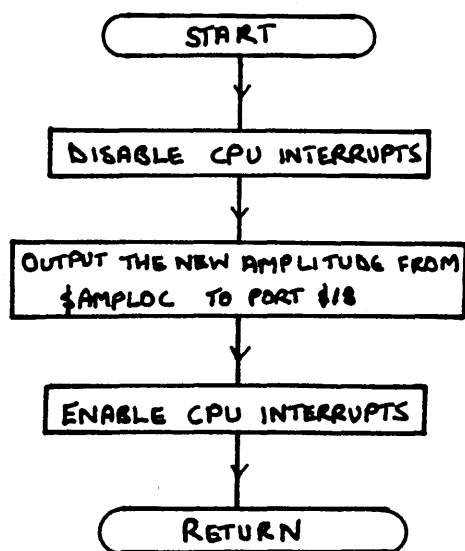 START
DISABLE CPU INTERRUPTS
OUTPUT THE NEW AMPLITUDE FROM
$AMPLOC TO PORT $18
ENABLE CPU INTERRUPTS
RETURN